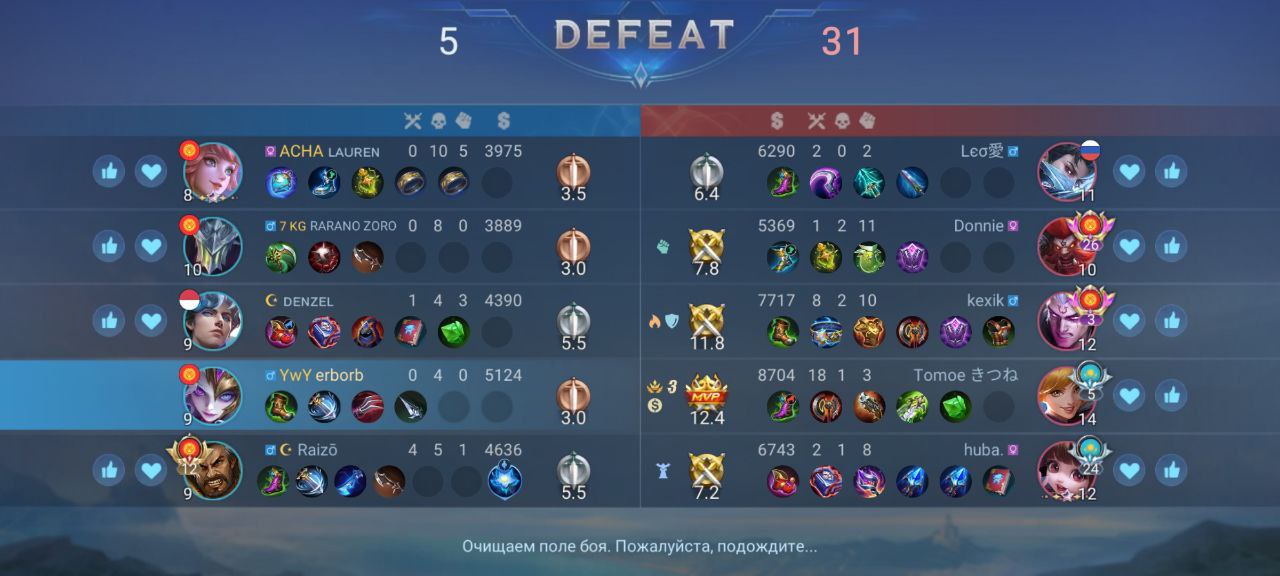 5 DEFEAT 31
ACHA LAUREN 0 10 5 3975
8 3.5
6290 2 0 2 Lєσ愛
6.4 11
7 KG RARANO ZORO 0 8 0 3889
10 3.0
5369 1 2 11 Donnie
26
7.8 10
DENZEL 1 4 3 4390
9 5.5
7717 8 2 10 kexik
3
11.8 12
YwY erborb 0 4 0 5124
9 3.0
8704 18 1 3 Tomoe きつね
3 MVP 5
12.4 14
Raizō 4 5 1 4636
12
9 5.5
6743 2 1 8 huba.
24
7.2 12
Очищаем поле боя. Пожалуйста, подождите...